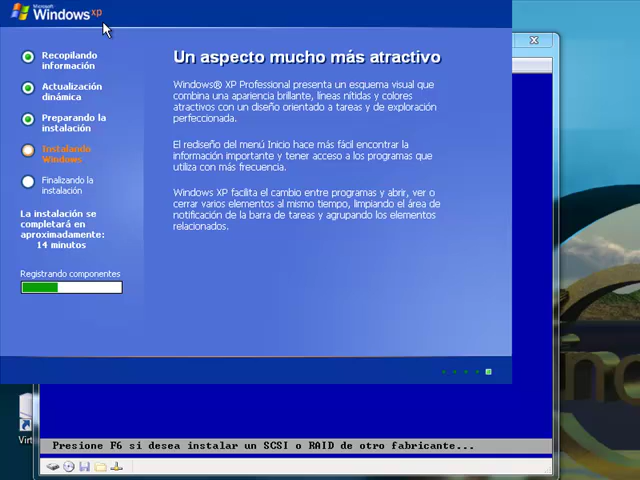 Microsoft
Windows xp
Recopilando
información
Actualización
dinámica
Preparando la
instalación
Instalando
Windows
Finalizando la
instalación
La instalación se
completará en
aproximadamente:
14 minutos
Registrando componentes
Un aspecto mucho más atractivo
Windows® XP Professional presenta un esquema visual que
combina una apariencia brillante, líneas nítidas y colores
atractivos con un diseño orientado a tareas y de exploración
perfeccionada.
El rediseño del menú Inicio hace más fácil encontrar la
información importante y tener acceso a los programas que
utiliza con más frecuencia.
Windows XP facilita el cambio entre programas y abrir, ver o
cerrar varios elementos al mismo tiempo, limpiando el área de
notificación de la barra de tareas y agrupando los elementos
relacionados.
Virt
Presione F6 si desea instalar un SCSI o RAID de otro fabricante...